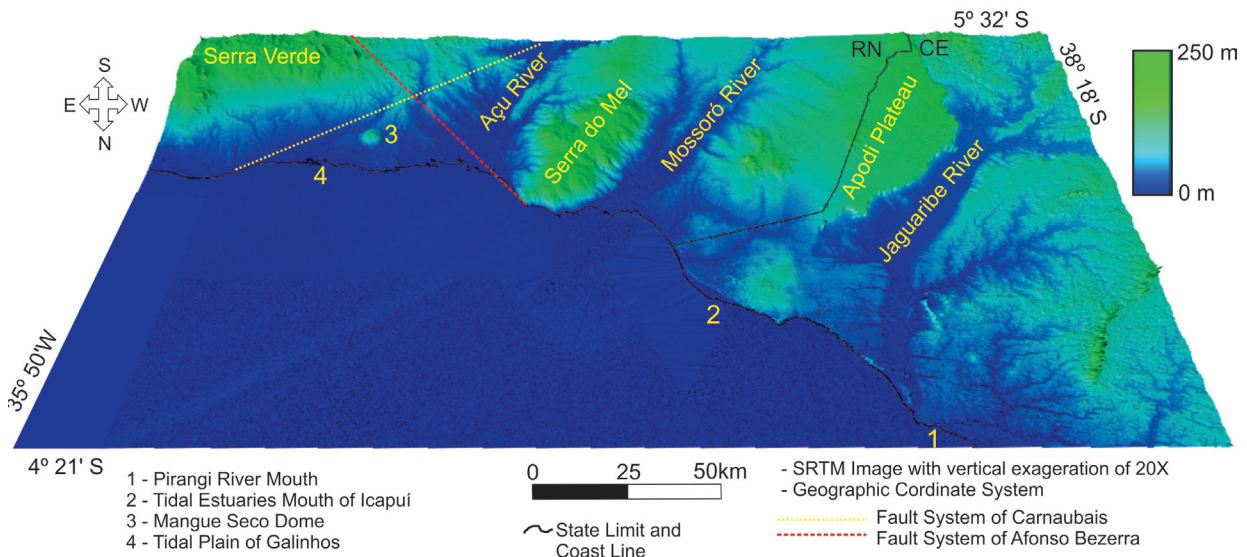 5º 32' S
38º 18' S
250 m
0 m
Serra Verde
S
E
W
N
RN
CE
Açu River
Serra do Mel
Mossoró River
Apodi Plateau
Jaguaribe River
3
4
2
1
35º 50'W
4º 21' S
1 - Pirangi River Mouth
2 - Tidal Estuaries Mouth of Icapuí
3 - Mangue Seco Dome
4 - Tidal Plain of Galinhos
0 25 50km
State Limit and
Coast Line
- SRTM Image with vertical exageration of 20X
- Geographic Cordinate System
Fault System of Carnaubais
Fault System of Afonso Bezerra